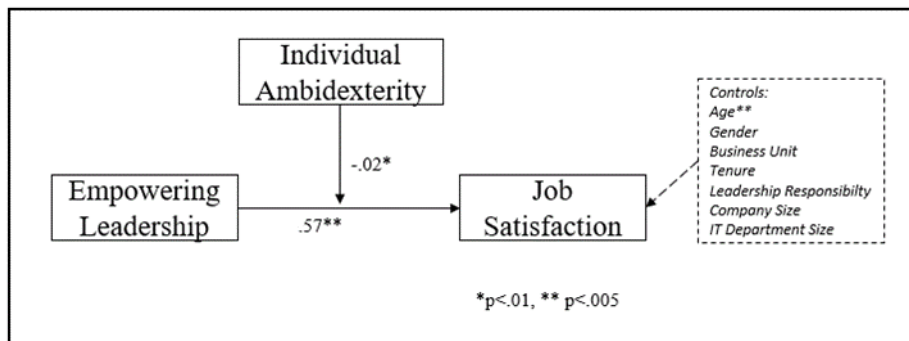 Individual
Ambidexterity
Controls:
Age**
Gender
Business Unit
Tenure
Leadership Responsibilty
Company Size
IT Department Size
-.02*
Empowering
Leadership
.57**
Job
Satisfaction
*p<.01, ** p<.005